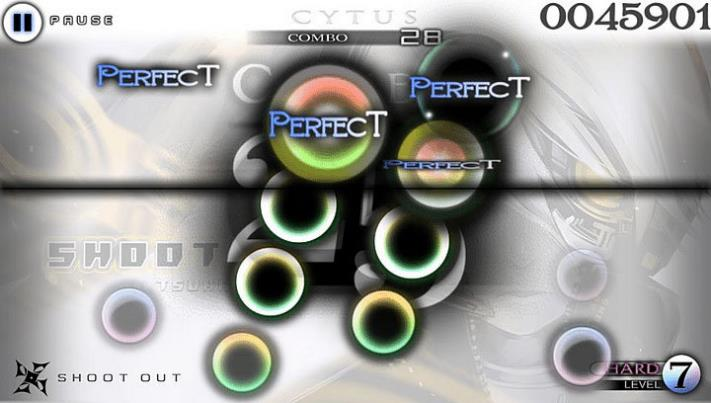 PAUSE
CYTUS
0045901
COMBO 28
PERFECT
PERFECT
PERFECT
PERFECT
SHOOT
SHOOT OUT
HARD
LEVEL 7